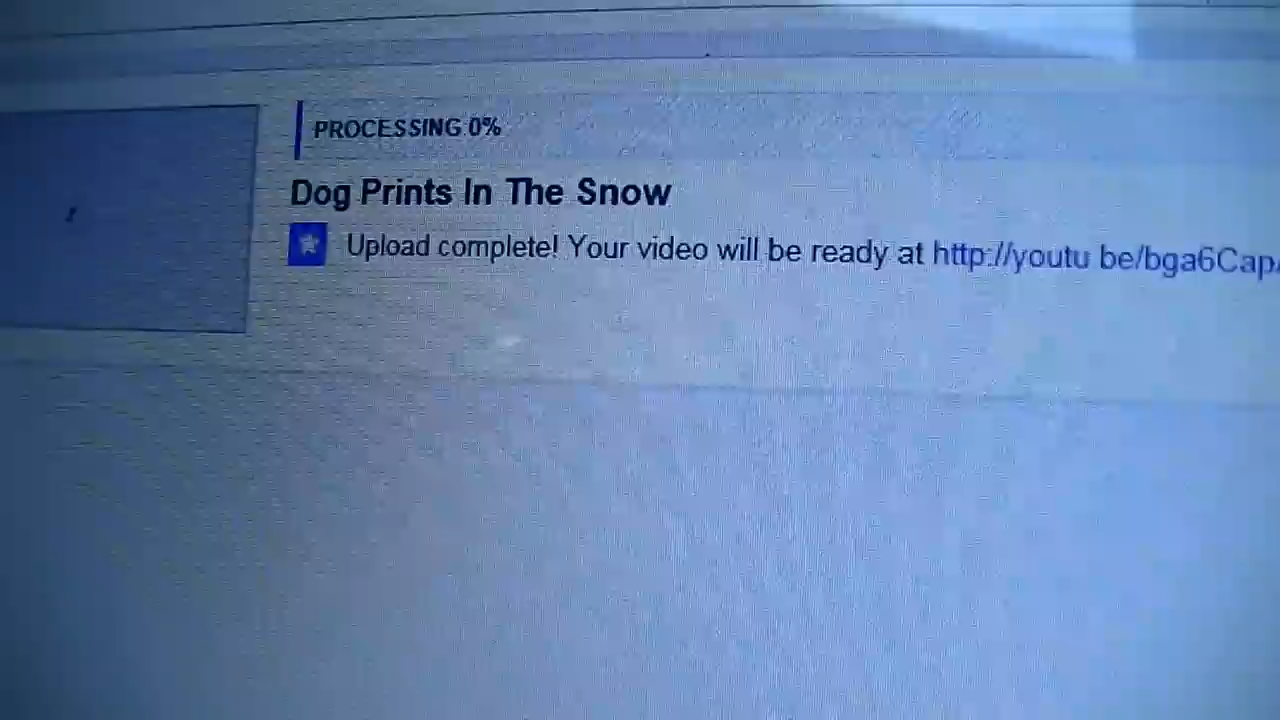 PROCESSING 0%
Dog Prints In The Snow
Upload complete! Your video will be ready at http://youtu be/bga6Cap